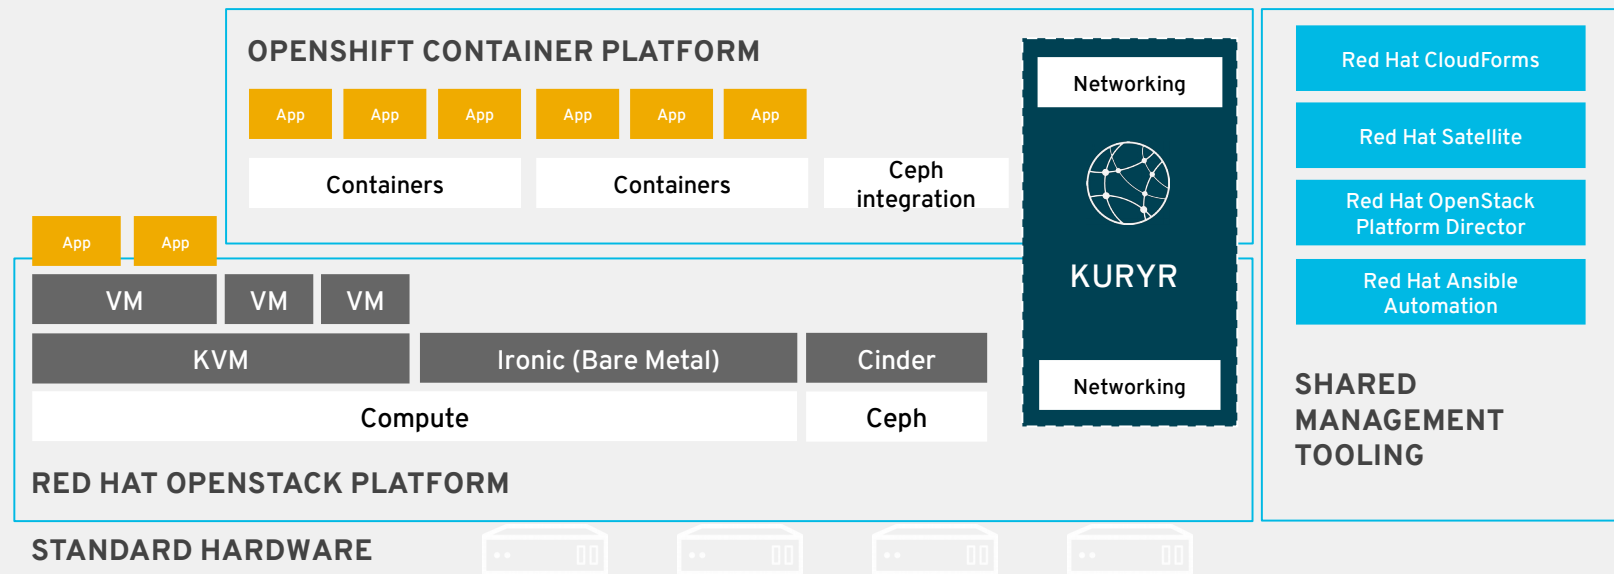 OPENSHIFT CONTAINER PLATFORM
App App App App App App
Containers Containers
Ceph
integration
Networking
KURYR
Networking
App App
VM VM VM
KVM Ironic (Bare Metal) Cinder
Compute Ceph
RED HAT OPENSTACK PLATFORM
STANDARD HARDWARE
Red Hat CloudForms
Red Hat Satellite
Red Hat OpenStack
Platform Director
Red Hat Ansible
Automation
SHARED
MANAGEMENT
TOOLING